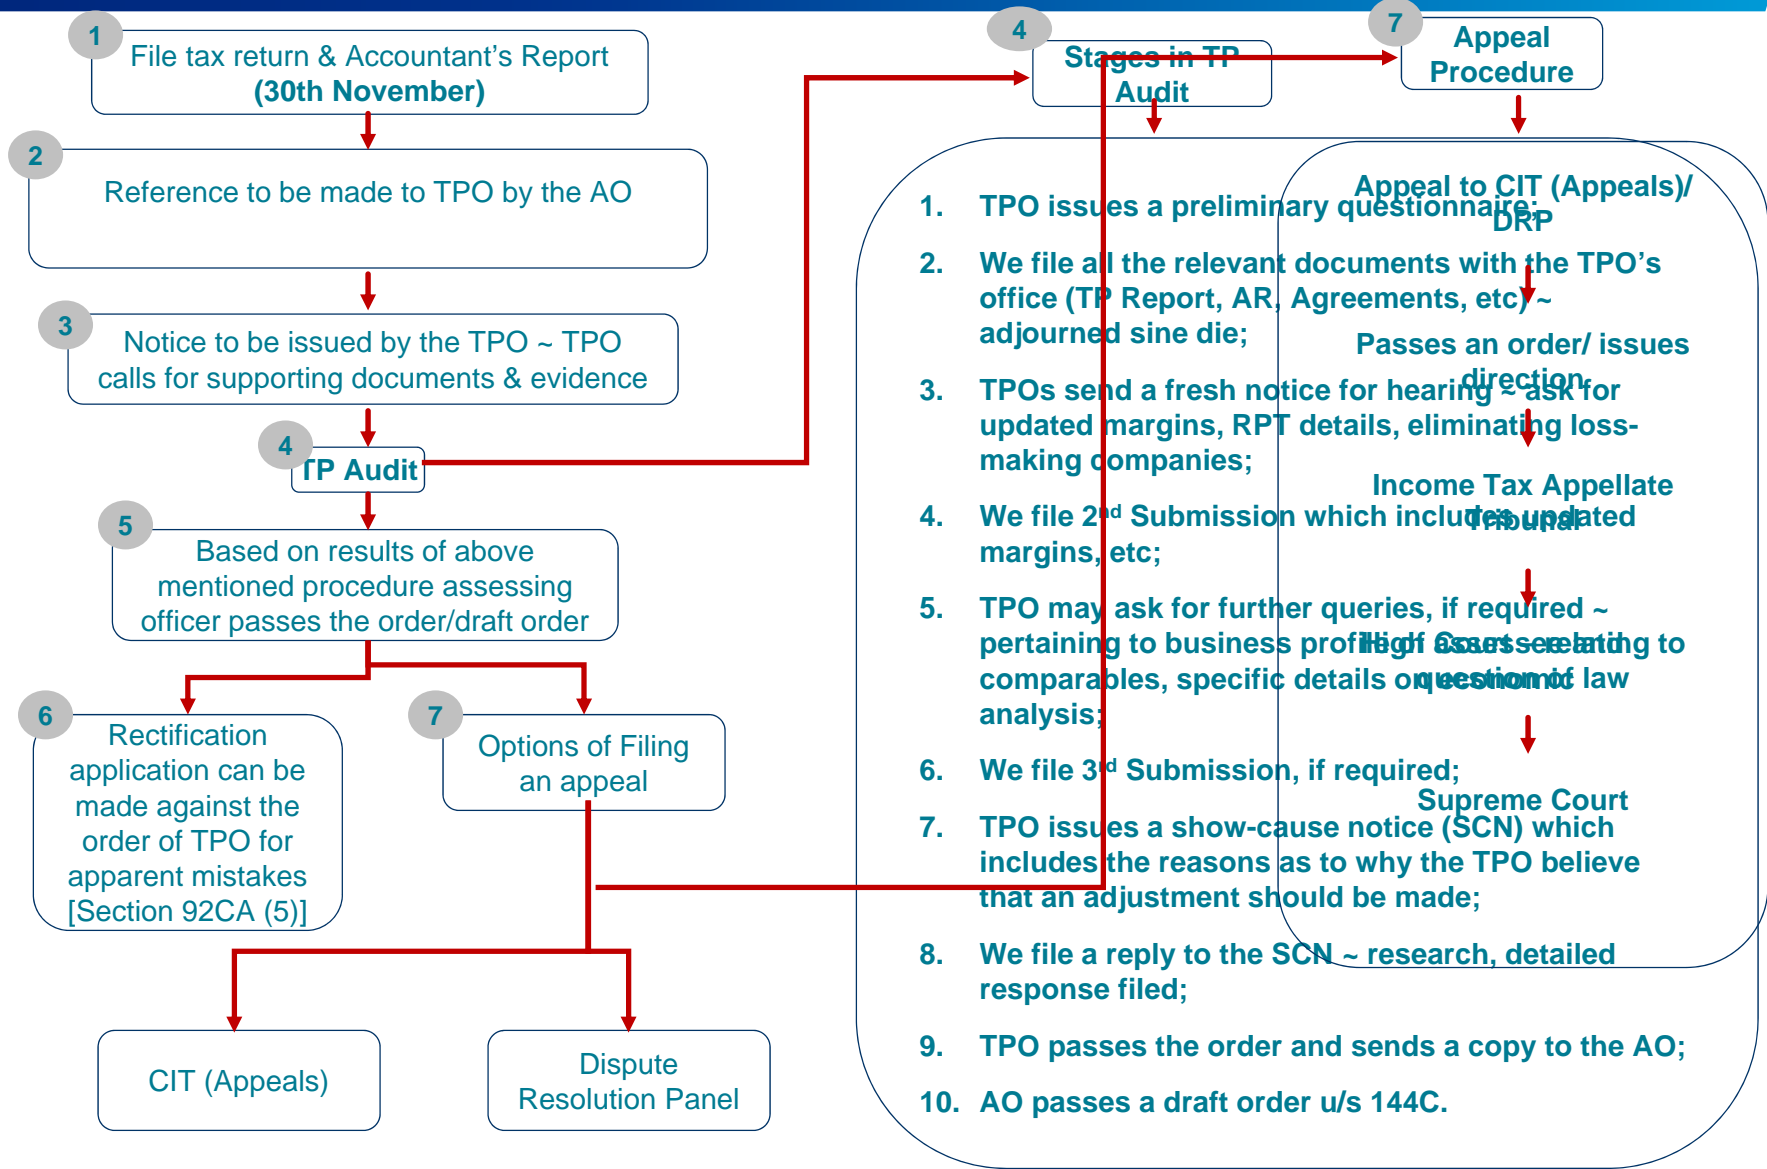 1
File tax return & Accountant's Report
(30th November)
2
Reference to be made to TPO by the AO
3
Notice to be issued by the TPO ~ TPO
calls for supporting documents & evidence
4
TP Audit
5
Based on results of above
mentioned procedure assessing
officer passes the order/draft order
6
Rectification
application can be
made against the
order of TPO for
apparent mistakes
[Section 92CA (5)]
7
Options of Filing
an appeal
CIT (Appeals)
Dispute
Resolution Panel
4
Stages in TP
Audit
1. TPO issues a preliminary questionnaire;
2. We file all the relevant documents with the TPO's
office (TP Report, AR, Agreements, etc) ~
adjourned sine die;
3. TPOs send a fresh notice for hearing ~ ask for
updated margins, RPT details, eliminating loss-
making companies;
4. We file 2nd Submission which includes updated
margins, etc;
5. TPO may ask for further queries, if required ~
pertaining to business profile of assessee relating to
comparables, specific details on economic
analysis;
6. We file 3rd Submission, if required;
7. TPO issues a show-cause notice (SCN) which
includes the reasons as to why the TPO believe
that an adjustment should be made;
8. We file a reply to the SCN ~ research, detailed
response filed;
9. TPO passes the order and sends a copy to the AO;
10. AO passes a draft order u/s 144C.
7
Appeal
Procedure
Appeal to CIT (Appeals)/
DRP
Passes an order/ issues
direction
Income Tax Appellate
Tribunal
High Court
question of law
Supreme Court